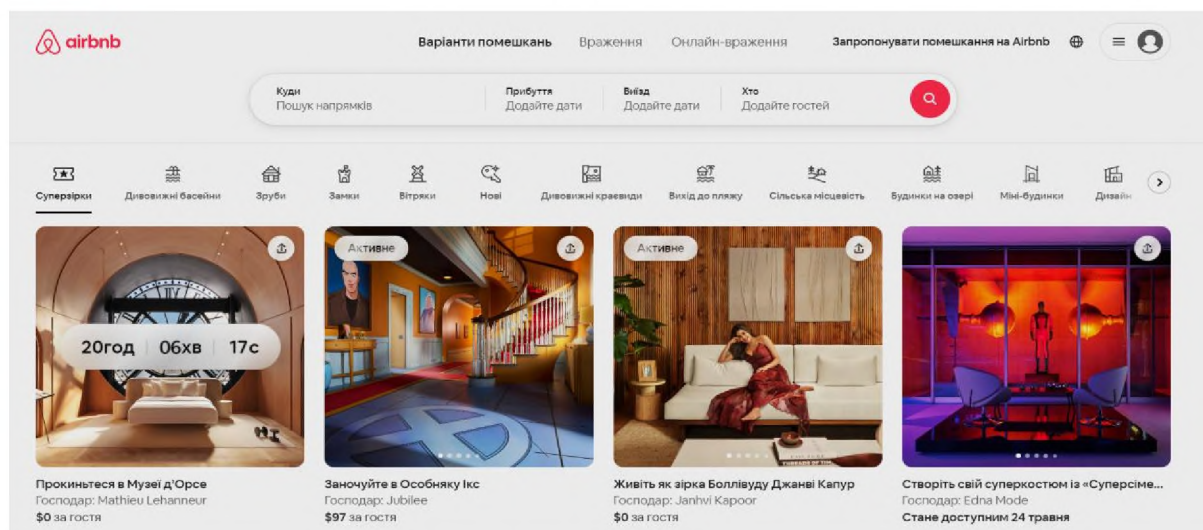 airbnb
Варіанти помешкань Враження Онлайн-враження Запропонувати помешкання на Airbnb
Куди Прибуття Виїзд Хто
Пошук напрямків Додайте дати Додайте дати Додайте гостей
Суперзірки Дивовижні басейни Зруби Замки Вітряки Нові Дивовижні краєвиди Вихід до пляжу Сільська місцевість Будинки на озері Міні-будинки Дизайн
Активне Активне
20год 06хв 17с
Прокиньтеся в Музеї д'Орсе
Господар: Mathieu Lehanneur
$0 за гостя
Заночуйте в Особняку Ікс
Господар: Jubilee
$97 за гостя
Живіть як зірка Боллівуду Джанві Капур
Господар: Janhvi Kapoor
$0 за гостя
Створіть свій суперкостюм із «Суперсіме...
Господар: Edna Mode
Стане доступним 24 травня